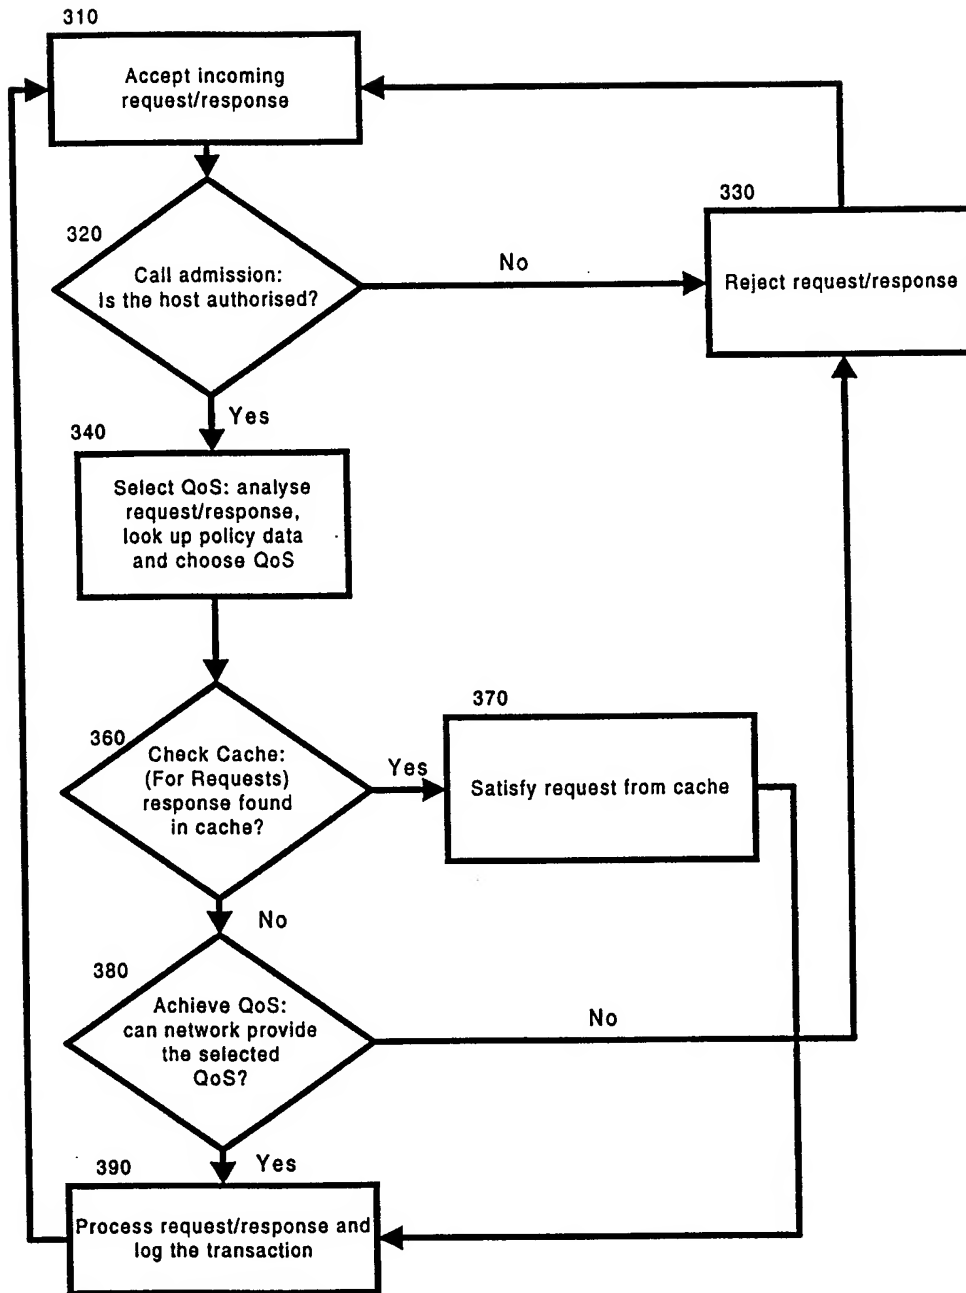 310
Accept incoming
request/response
320
Call admission:
Is the host authorised?
No
330
Reject request/response
Yes
340
Select QoS: analyse
request/response,
look up policy data
and choose QoS
360
Check Cache:
(For Requests)
response found
in cache?
Yes
370
Satisfy request from cache
No
380
Achieve QoS:
can network provide
the selected
QoS?
No
Yes
390
Process request/response and
log the transaction